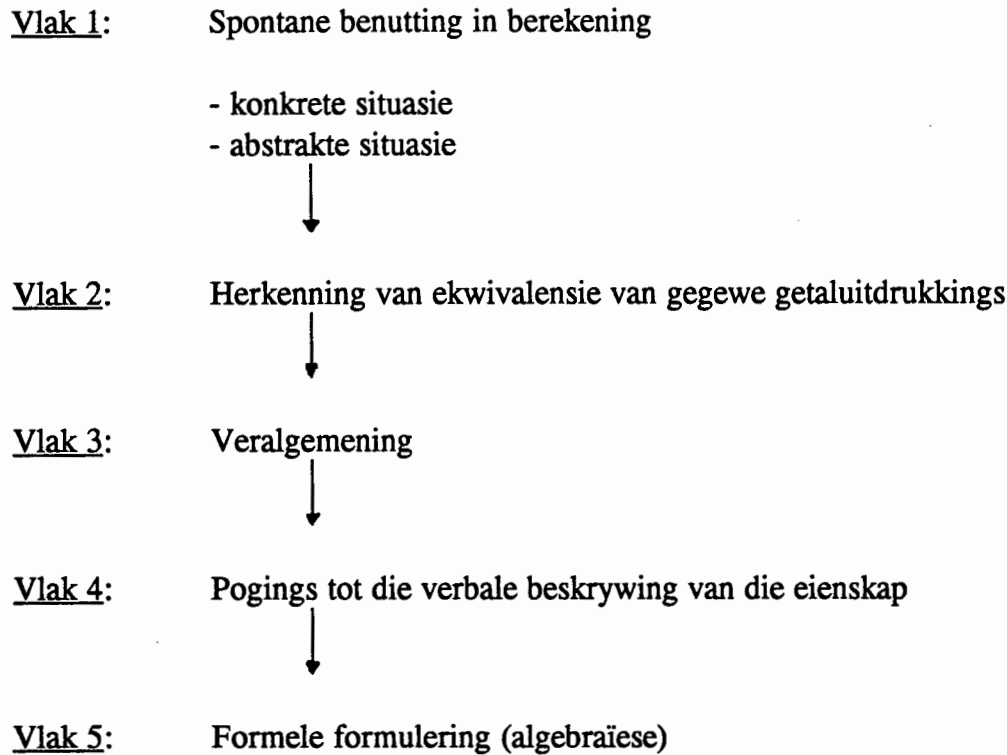 Vlak 1: Spontane benutting in berekening
- konkrete situasie
- abstrakte situasie
Vlak 2: Herkenning van ekwivalensie van gegewe getaluitdrukkings
Vlak 3: Veralgemening
Vlak 4: Pogings tot die verbale beskrywing van die eienskap
Vlak 5: Formele formulering (algebraïese)